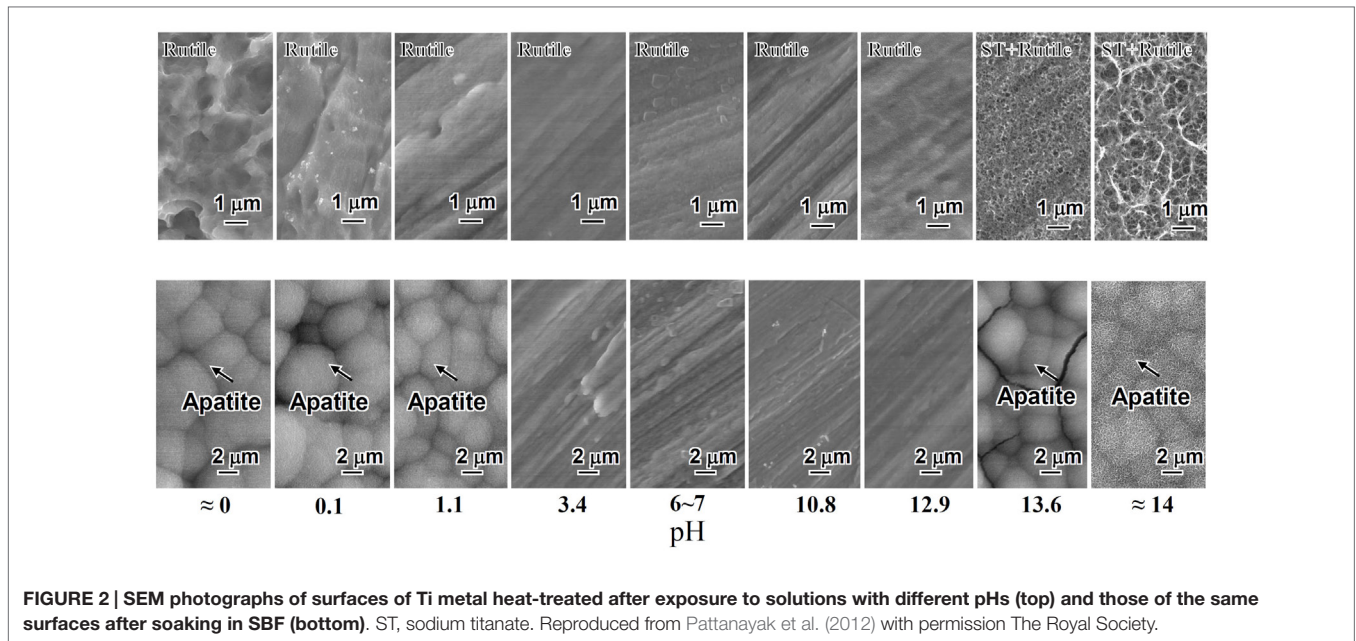 Rutile Rutile Rutile Rutile Rutile Rutile Rutile ST+Rutile ST+Rutile
1 μm 1 μm 1 μm 1 μm 1 μm 1 μm 1 μm 1 μm 1 μm
Apatite Apatite Apatite Apatite Apatite
2 μm 2 μm 2 μm 2 μm 2 μm 2 μm 2 μm 2 μm 2 μm
≈ 0 0.1 1.1 3.4 6~7 10.8 12.9 13.6 ≈ 14
pH
FIGURE 2 | SEM photographs of surfaces of Ti metal heat-treated after exposure to solutions with different pHs (top) and those of the same
surfaces after soaking in SBF (bottom). ST, sodium titanate. Reproduced from Pattanayak et al. (2012) with permission The Royal Society.